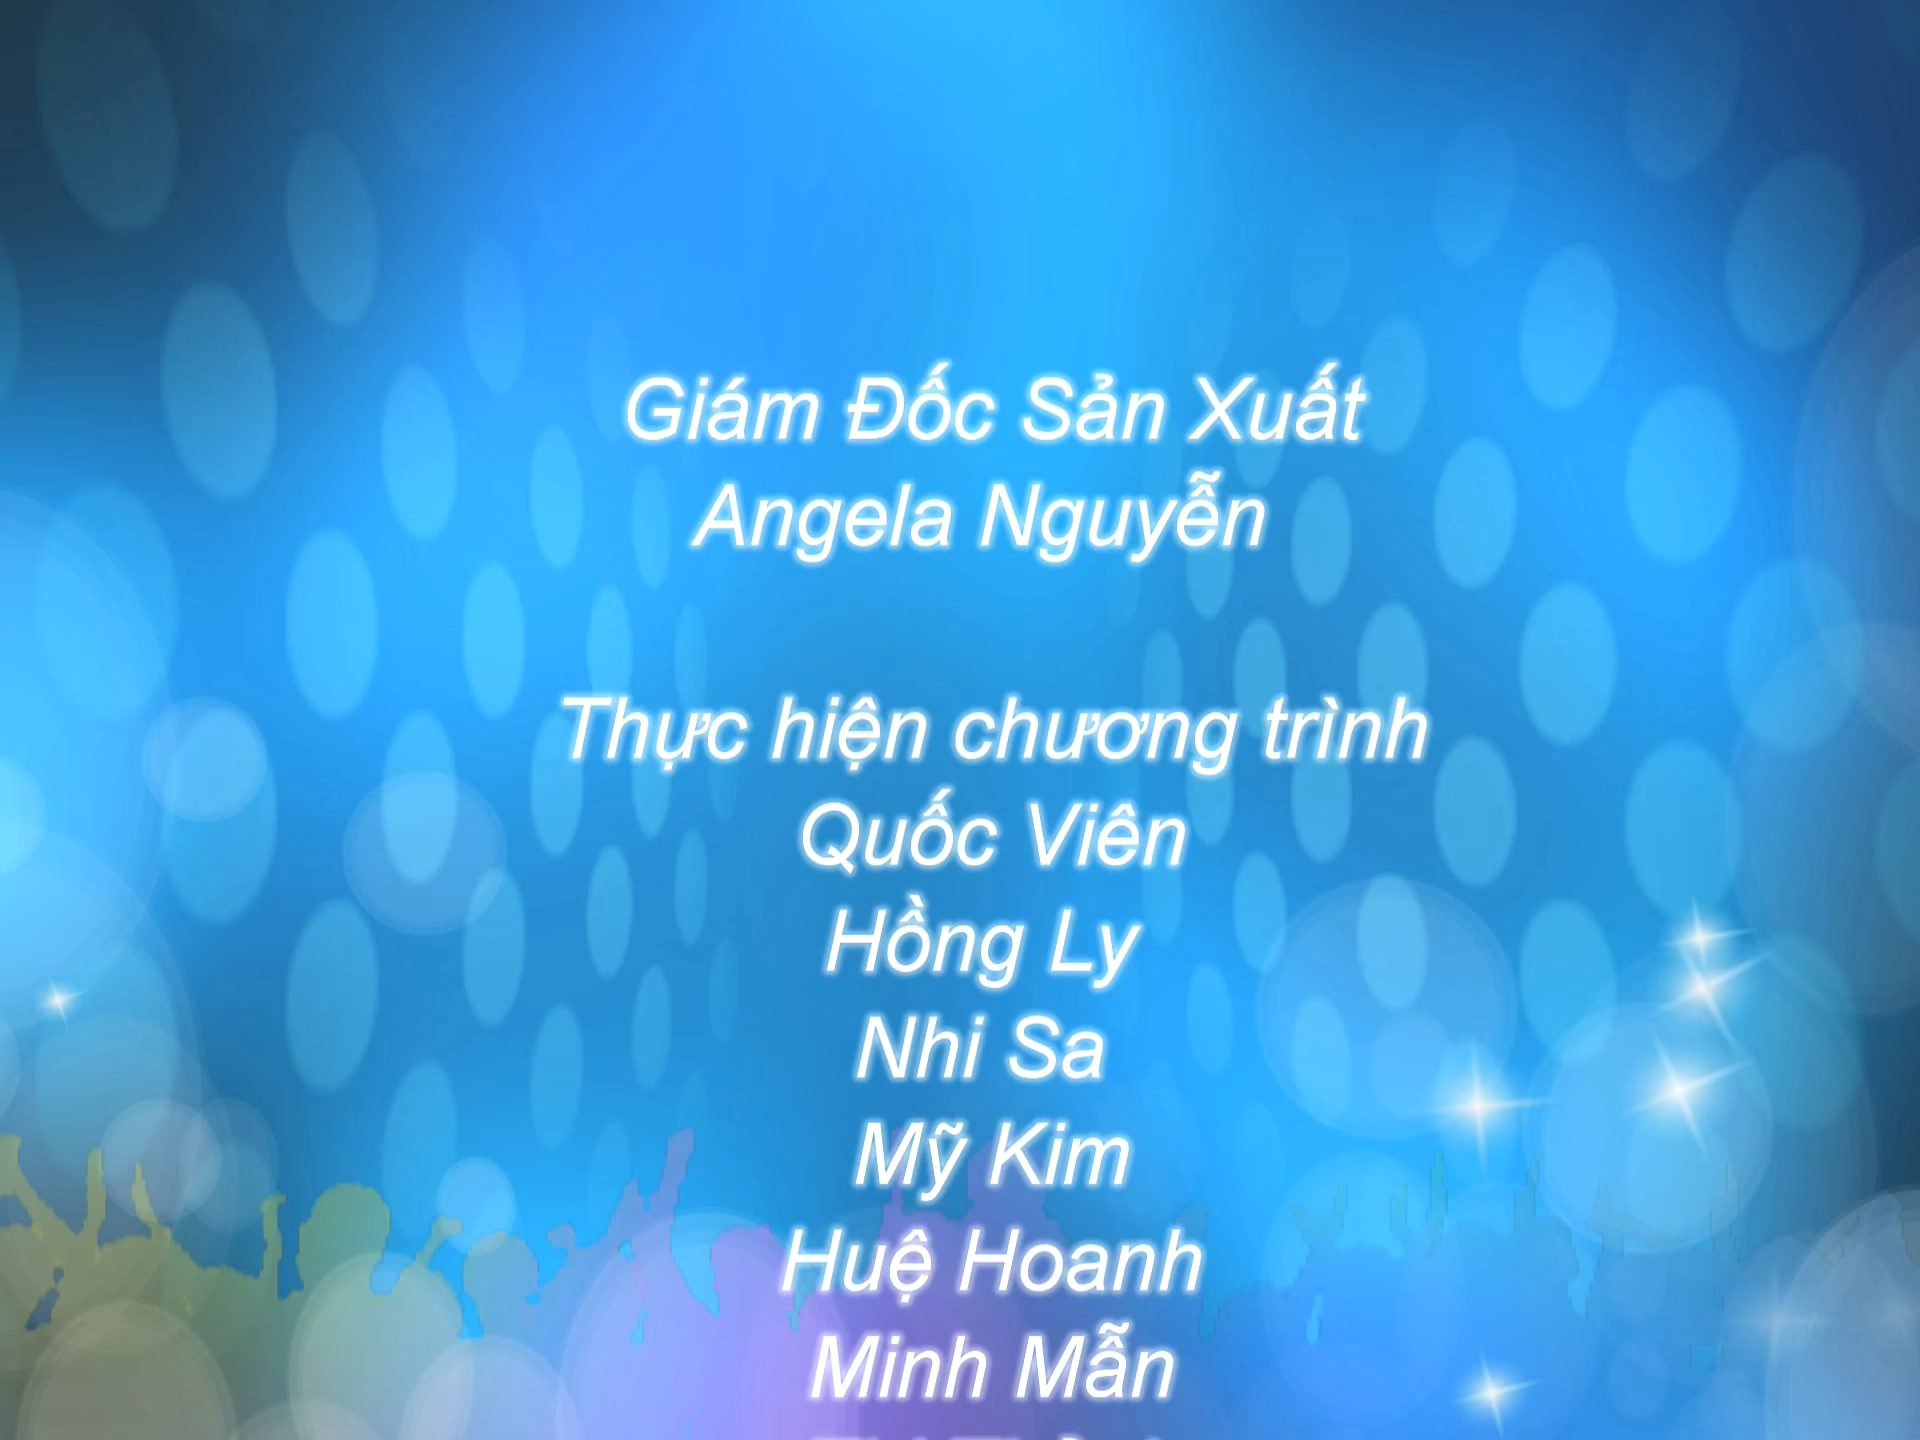 Giám Đốc Sản Xuất
Angela Nguyễn
Thực hiện chương trình
Quốc Viên
Hồng Ly
Nhi Sa
Mỹ Kim
Huệ Hoanh
Minh Mẫn